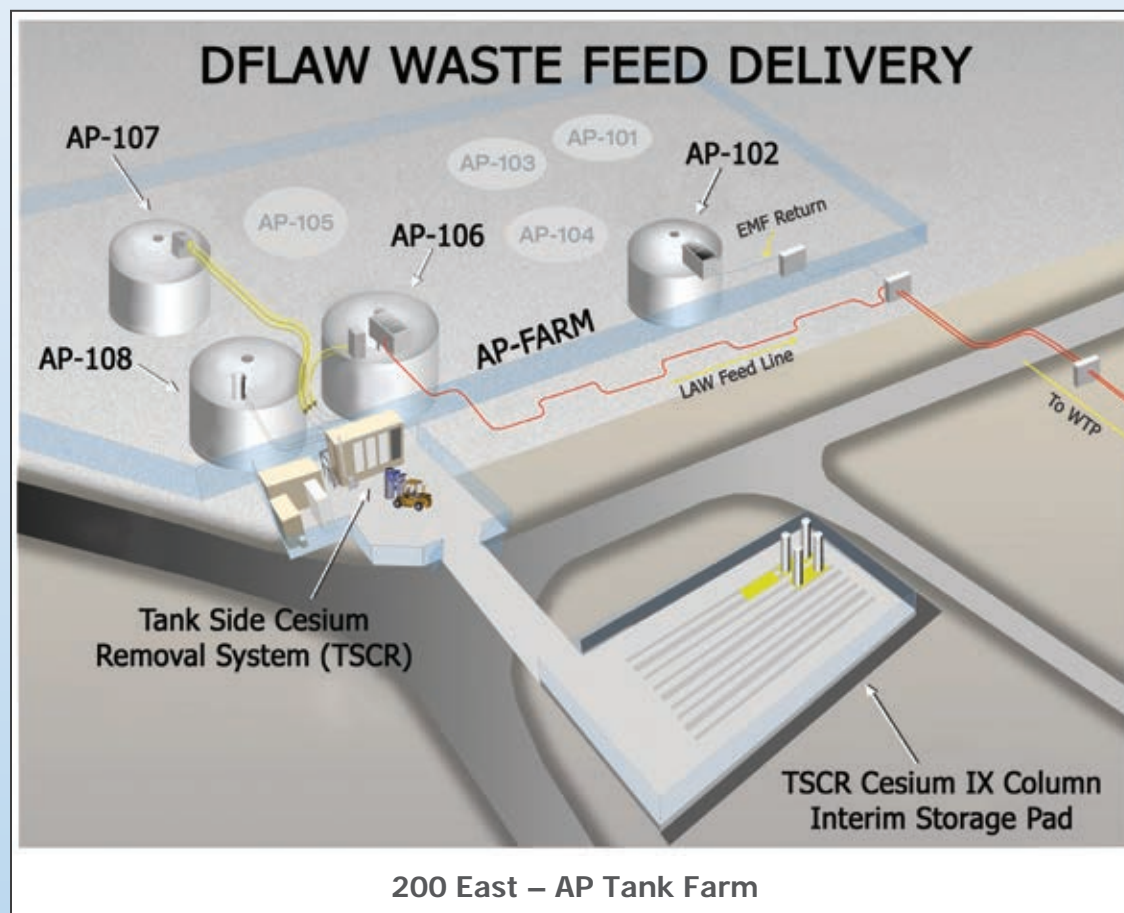 DFLAW WASTE FEED DELIVERY
AP-107
AP-101
AP-103
AP-102
AP-105
AP-106
AP-104
EMF Return
AP-FARM
AP-108
LAW Feed Line
To WTP
Tank Side Cesium
Removal System (TSCR)
TSCR Cesium IX Column
Interim Storage Pad
200 East – AP Tank Farm